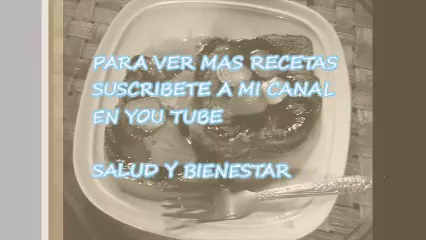 PARA VER MAS RECETAS
SUSCRIBETE A MI CANAL
EN YOU TUBE
SALUD Y BIENESTAR